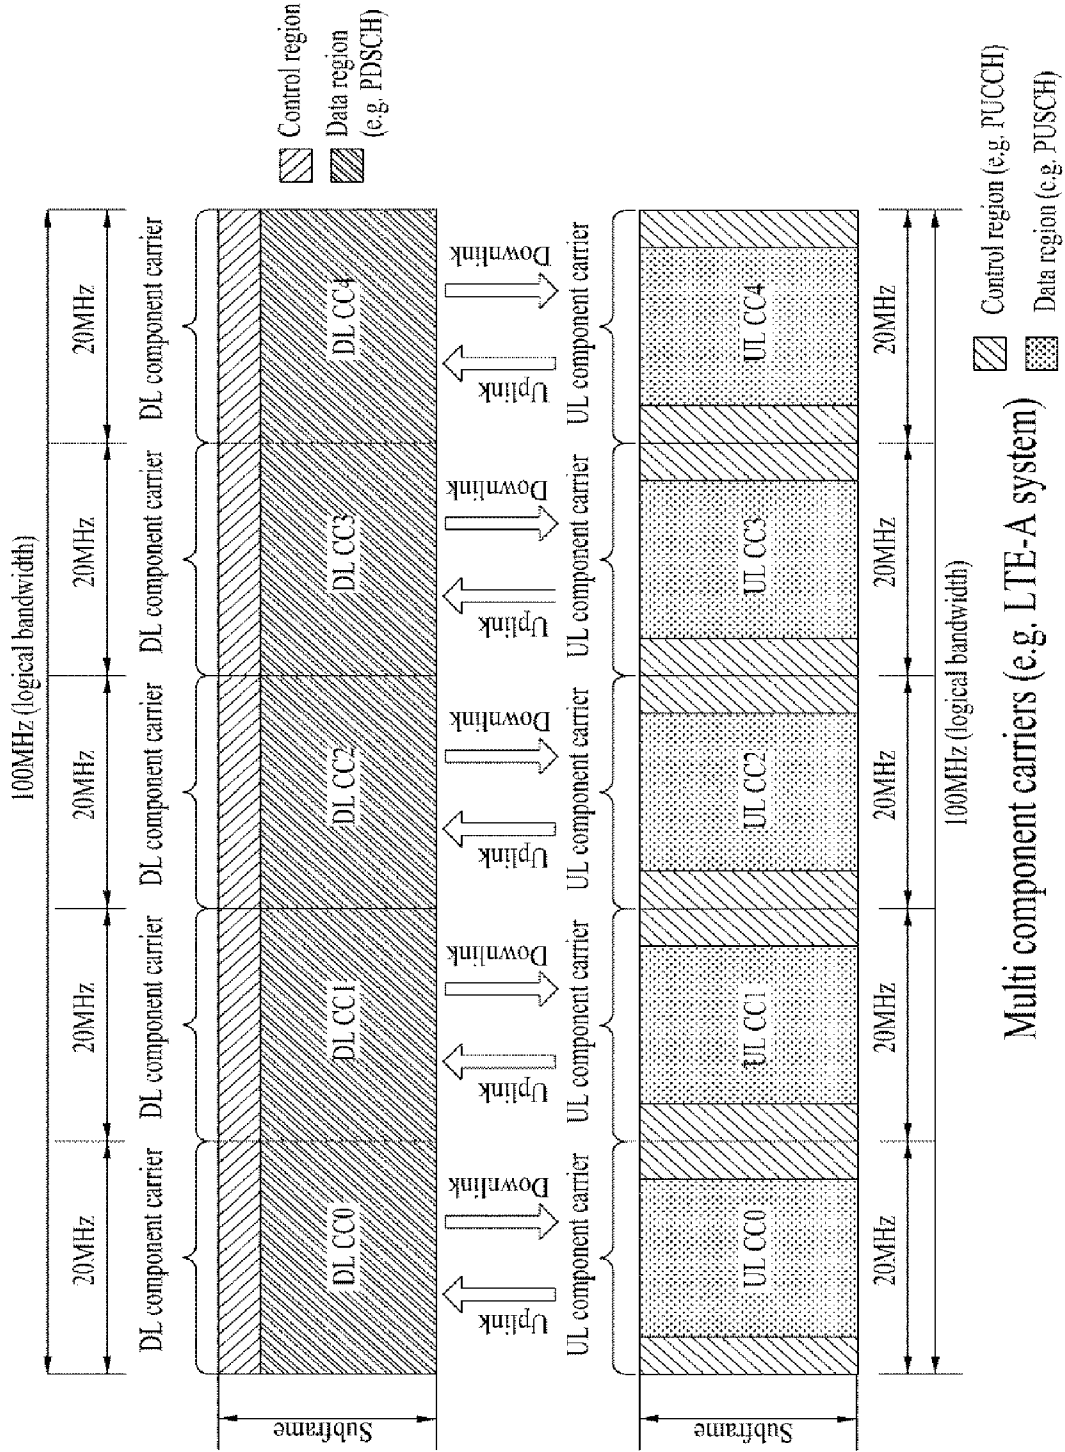 100MHz (logical bandwidth)
20MHz
20MHz
20MHz
20MHz
20MHz
DL component carrier
DL component carrier
DL component carrier
DL component carrier
DL component carrier
Control region
Data region
(e.g. PDSCH)
Subframe
DL CC0
DL CC1
DL CC2
DL CC3
DL CC4
Uplink
Downlink
Uplink
Downlink
Uplink
Downlink
Uplink
Downlink
Uplink
Downlink
UL component carrier
UL component carrier
UL component carrier
UL component carrier
UL component carrier
Subframe
UL CC0
UL CC1
UL CC2
UL CC3
UL CC4
20MHz
20MHz
20MHz
20MHz
20MHz
100MHz (logical bandwidth)
Control region (e.g. PUCCH)
Data region (e.g. PUSCH)
Multi component carriers (e.g. LTE-A system)